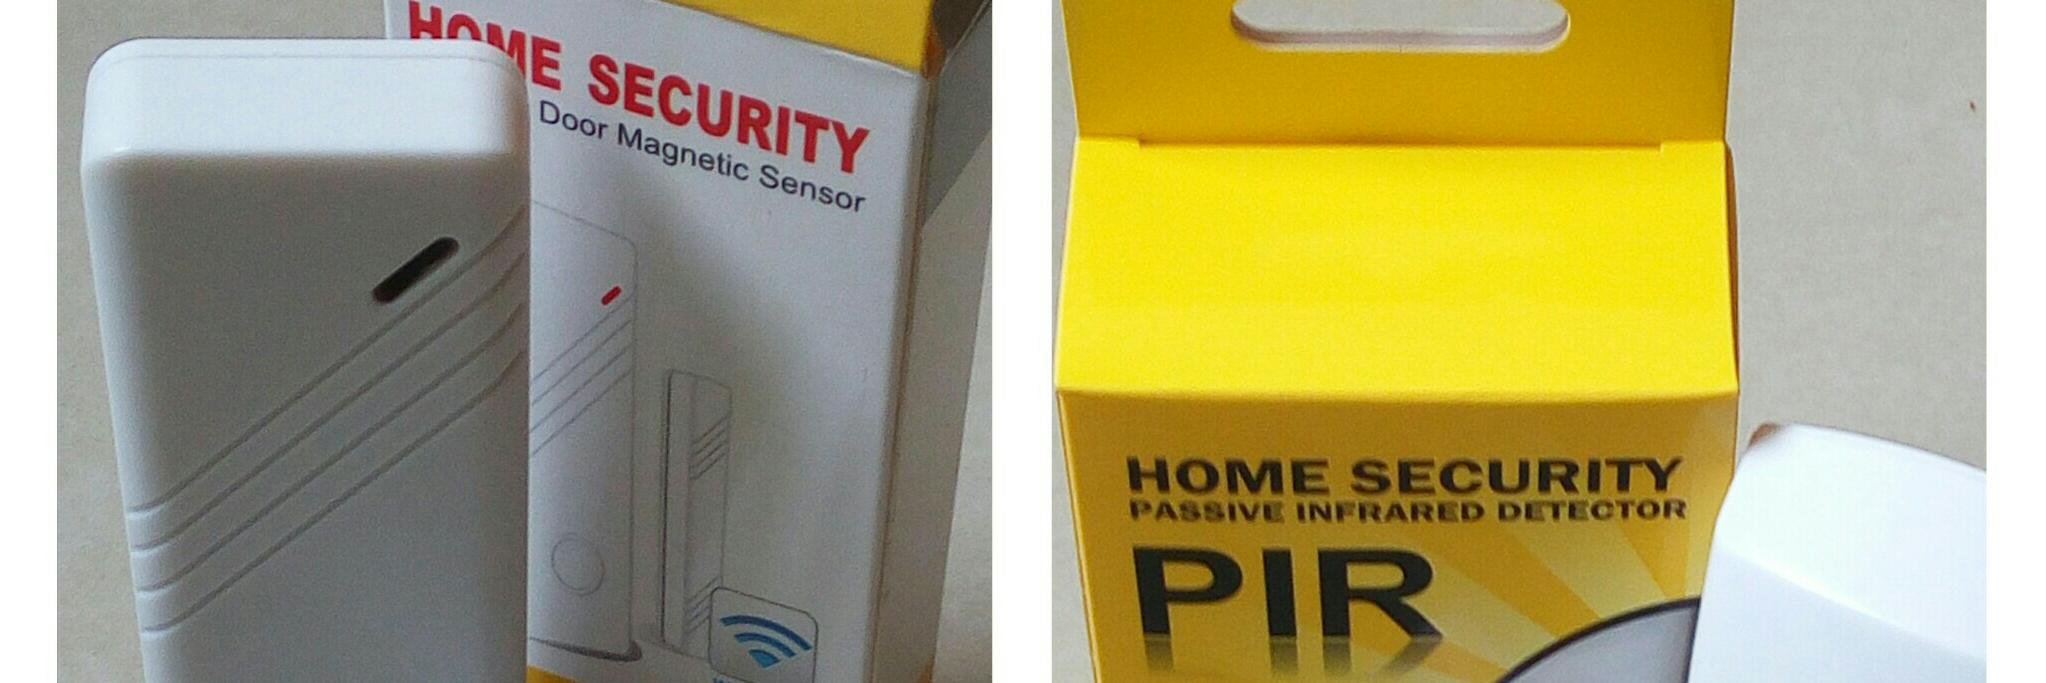 HOME SECURITY
Door Magnetic Sensor
HOME SECURITY
PASSIVE INFRARED DETECTOR
PIR